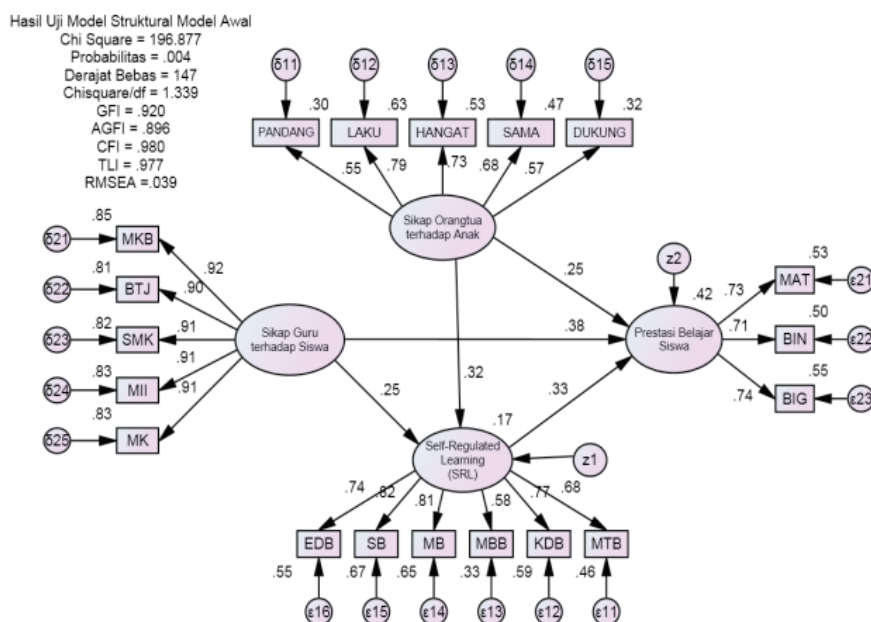 Hasil Uji Model Struktural Model Awal
Chi Square = 196.877
Probabilitas = .004
Derajat Bebas = 147
Chisquare/df = 1.339
GFI = .920
AGFI = .896
CFI = .980
TLI = .977
RMSEA =.039
δ11 δ12 δ13 δ14 δ15
.30 .63 .53 .47 .32
PANDANG LAKU HANGAT SAMA DUKUNG
.55 .79 .73 .68 .57
Sikap Orangtua
terhadap Anak
.85
δ21 MKB
.92
.81
δ22 BTJ
.90
.82
δ23 SMK
.91
.83
δ24 MII
.91
.83
δ25 MK
.91
Sikap Guru
terhadap Siswa
.25
.38
.32
.25
.33
z2
.42
Prestasi Belajar
Siswa
.53
.73 MAT ε21
.50
.71 BIN ε22
.55
.74 BIG ε23
.17
Self-Regulated
Learning
(SRL)
z1
.74 .82 .81 .58 .77 .68
EDB SB MB MBB KDB MTB
.55 .67 .65 .33 .59 .46
ε16 ε15 ε14 ε13 ε12 ε11